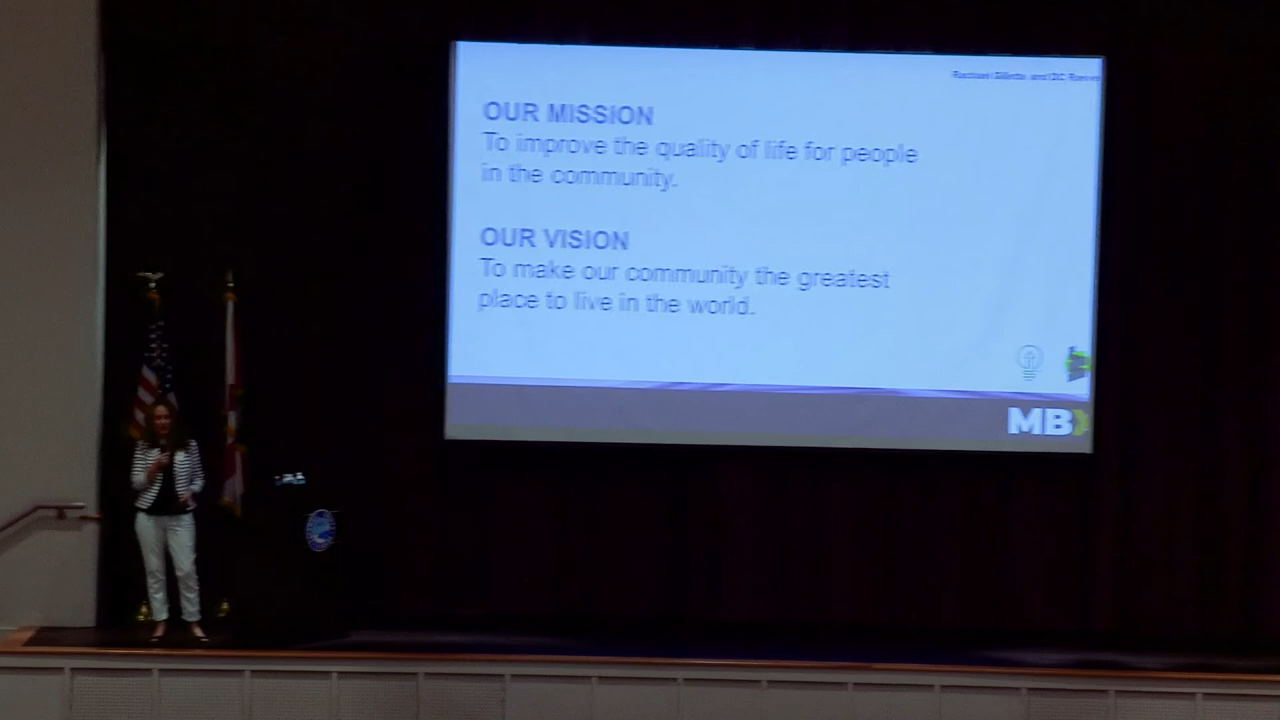 OUR MISSION
To improve the quality of life for people
in the community.
OUR VISION
To make our community the greatest
place to live in the world.
MB